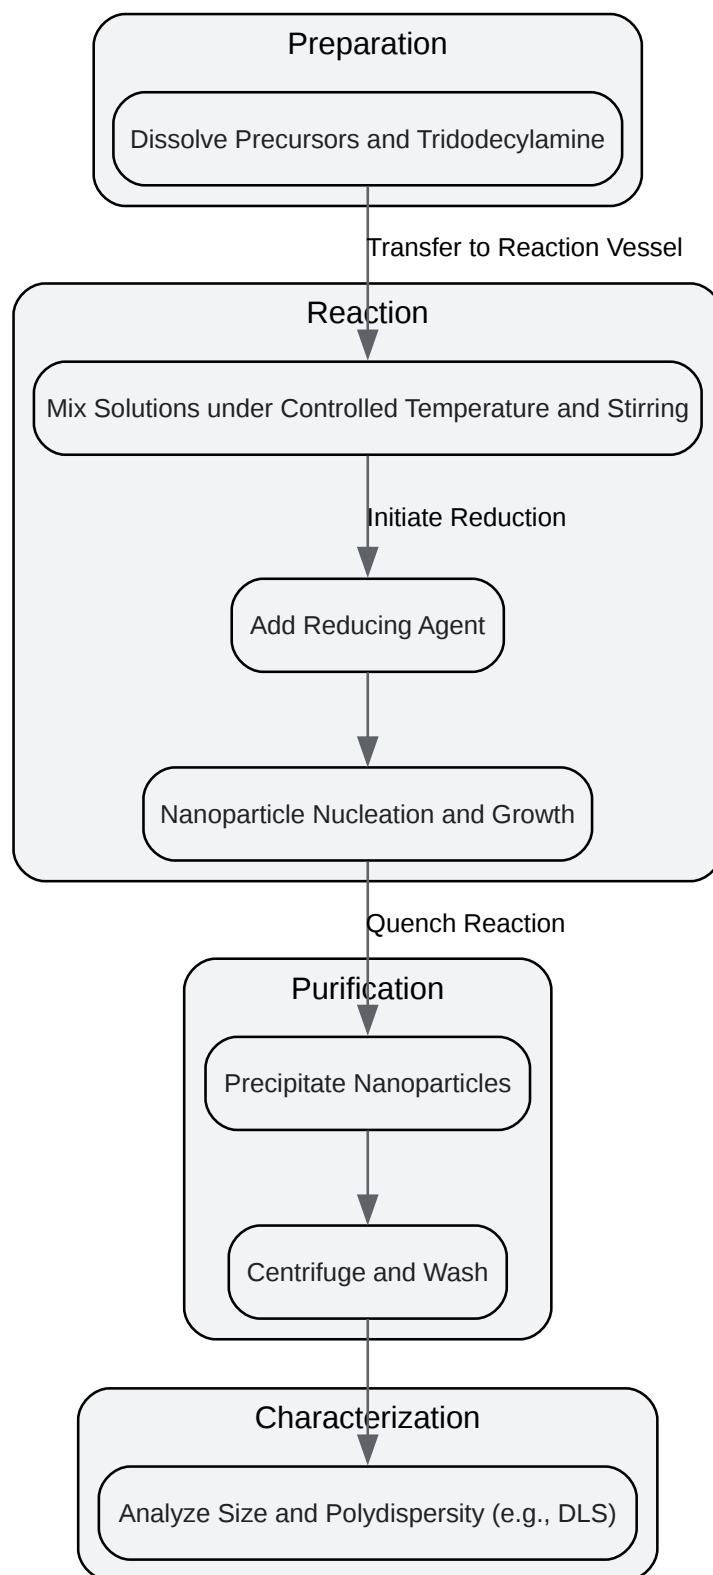 Preparation
Dissolve Precursors and Tridodecylamine
Transfer to Reaction Vessel
Reaction
Mix Solutions under Controlled Temperature and Stirring
Initiate Reduction
Add Reducing Agent
Nanoparticle Nucleation and Growth
Quench Reaction
Purification
Precipitate Nanoparticles
Centrifuge and Wash
Characterization
Analyze Size and Polydispersity (e.g., DLS)